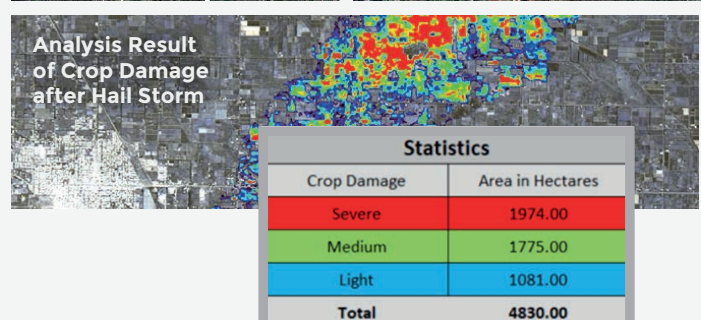 Analysis Result
of Crop Damage
after Hail Storm
Statistics
Crop Damage Area in Hectares
Severe 1974.00
Medium 1775.00
Light 1081.00
Total 4830.00